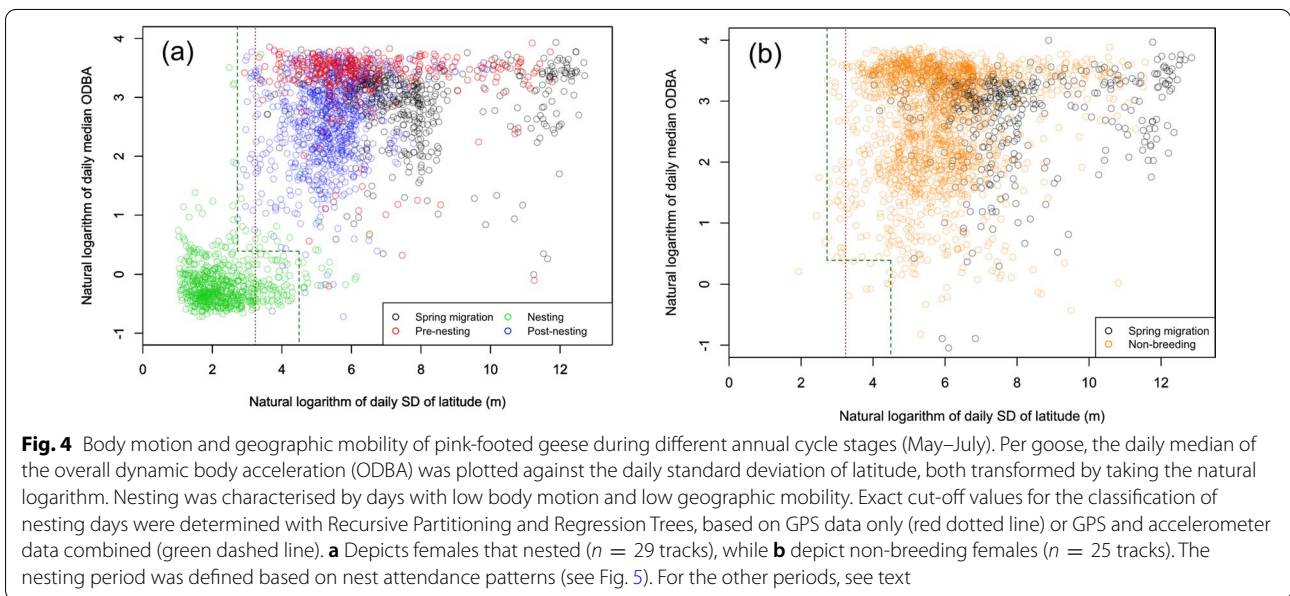 (a)
Natural logarithm of daily median ODBA
4
3
2
1
0
-1
0 2 4 6 8 10 12
Natural logarithm of daily SD of latitude (m)
Spring migration
Pre-nesting
Nesting
Post-nesting
(b)
Natural logarithm of daily median ODBA
4
3
2
1
0
-1
0 2 4 6 8 10 12
Natural logarithm of daily SD of latitude (m)
Spring migration
Non-breeding
Fig. 4 Body motion and geographic mobility of pink-footed geese during different annual cycle stages (May–July). Per goose, the daily median of
the overall dynamic body acceleration (ODBA) was plotted against the daily standard deviation of latitude, both transformed by taking the natural
logarithm. Nesting was characterised by days with low body motion and low geographic mobility. Exact cut-off values for the classification of
nesting days were determined with Recursive Partitioning and Regression Trees, based on GPS data only (red dotted line) or GPS and accelerometer
data combined (green dashed line). a Depicts females that nested (n = 29 tracks), while b depict non-breeding females (n = 25 tracks). The
nesting period was defined based on nest attendance patterns (see Fig. 5). For the other periods, see text